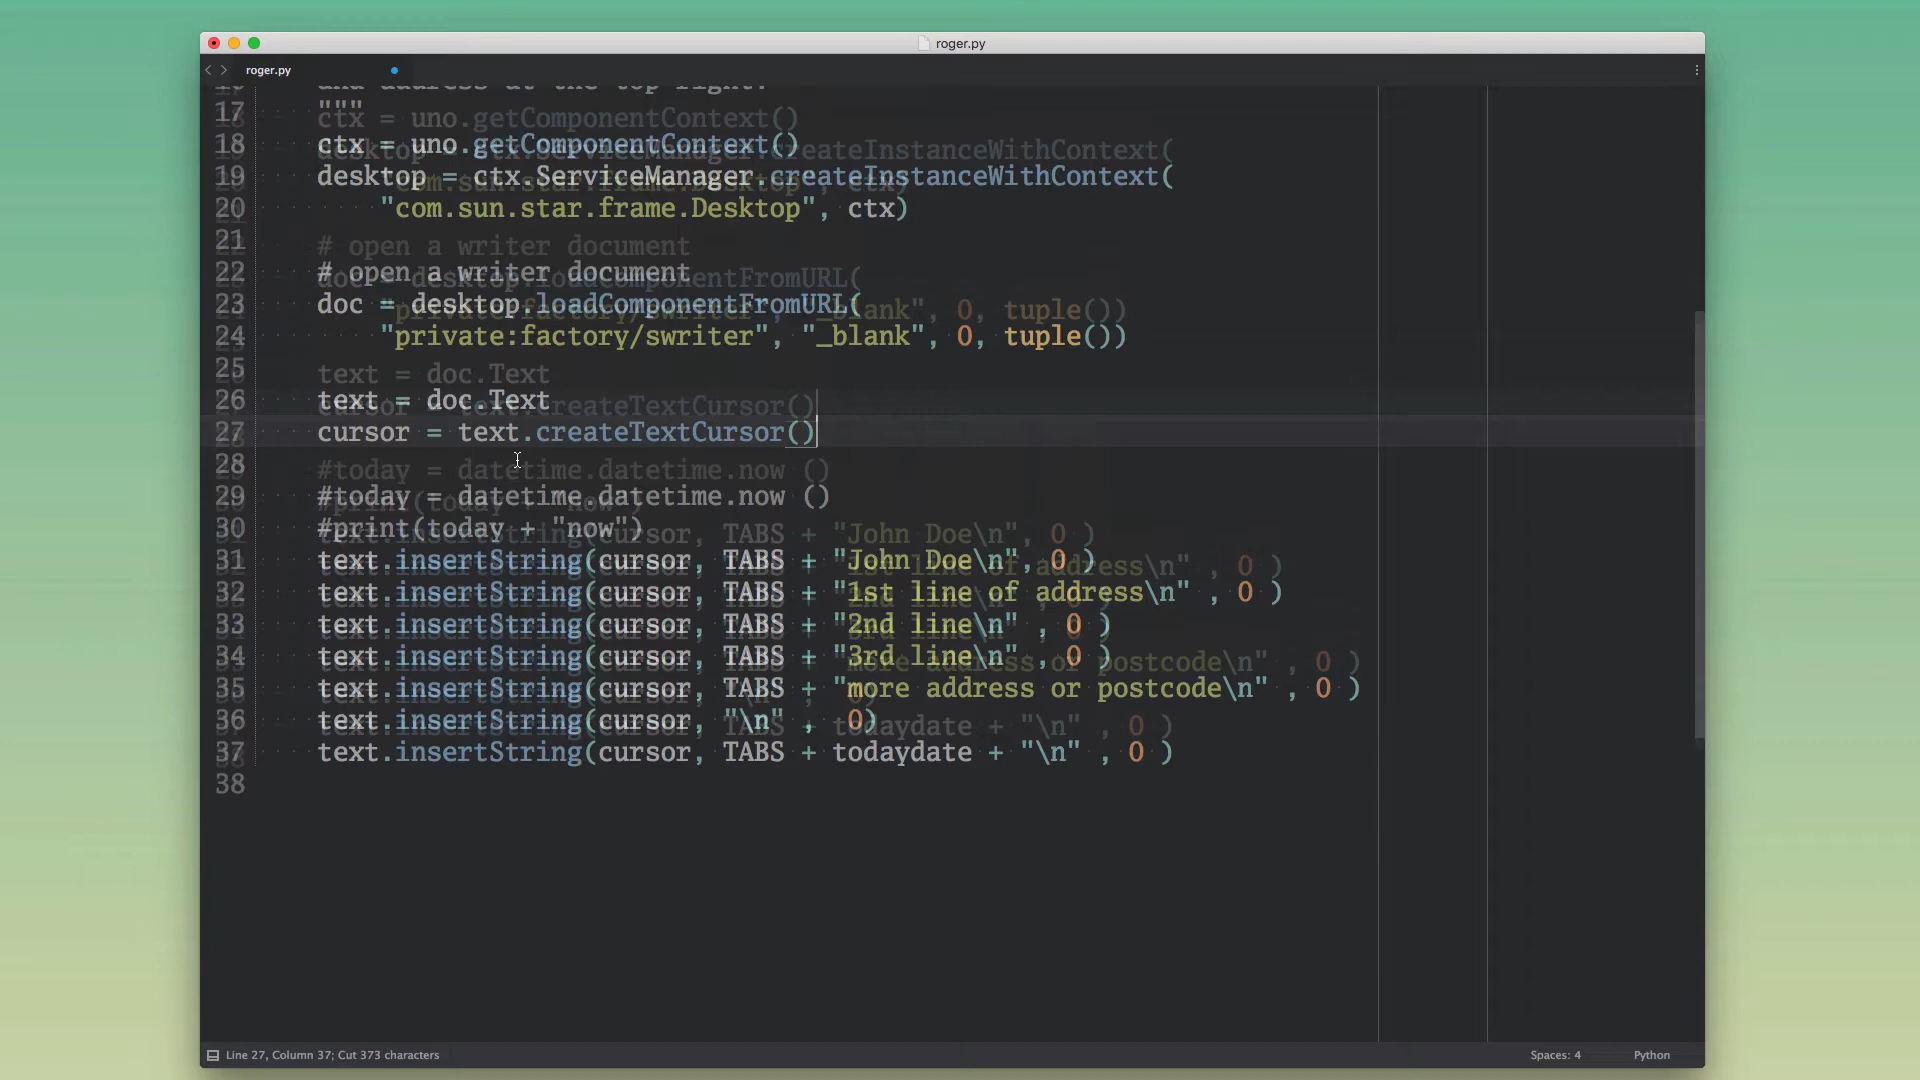 roger.py
roger.py
and address at the top right.
17 """
18 ctx = uno.getComponentContext()
19 desktop = ctx.ServiceManager.createInstanceWithContext(
20 "com.sun.star.frame.Desktop", ctx)
21
22 # open a writer document
23 doc = desktop.loadComponentFromURL(
24 "private:factory/swriter", "_blank", 0, tuple())
25
26 text = doc.Text
27 cursor = text.createTextCursor()
28
29 #today = datetime.datetime.now ()
30 #print(today + "now")
31 text.insertString(cursor, TABS + "John Doe\n", 0 )
32 text.insertString(cursor, TABS + "1st line of address\n" , 0 )
33 text.insertString(cursor, TABS + "2nd line\n" , 0 )
34 text.insertString(cursor, TABS + "3rd line\n" , 0 )
35 text.insertString(cursor, TABS + "more address or postcode\n" , 0 )
36 text.insertString(cursor, "\n" , 0)
37 text.insertString(cursor, TABS + todaydate + "\n" , 0 )
38
Line 27, Column 37; Cut 373 characters
Spaces: 4
Python